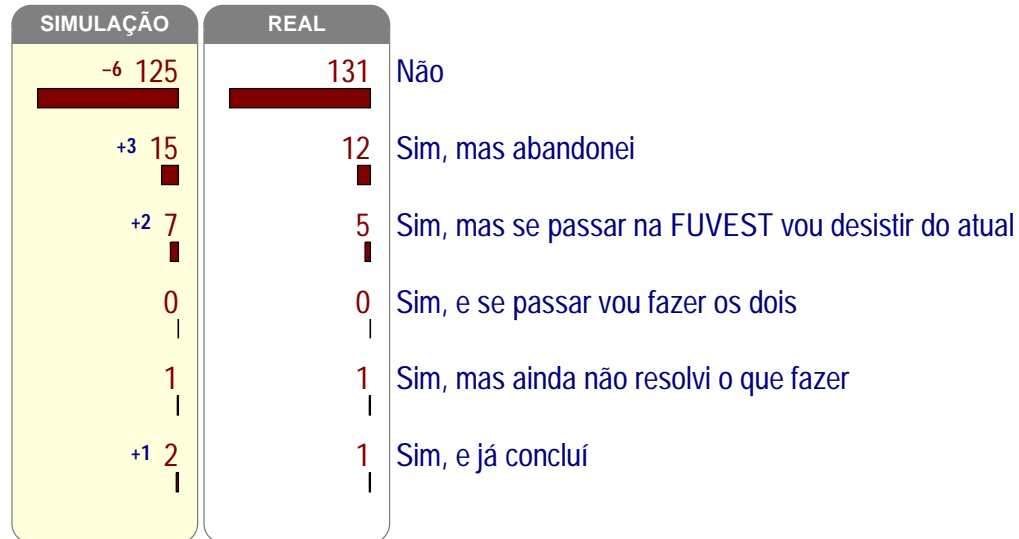 SIMULAÇÃO REAL
−6 125 131 Não
+3 15 12 Sim, mas abandonei
+2 7 5 Sim, mas se passar na FUVEST vou desistir do atual
0 0 Sim, e se passar vou fazer os dois
1 1 Sim, mas ainda não resolvi o que fazer
+1 2 1 Sim, e já concluí